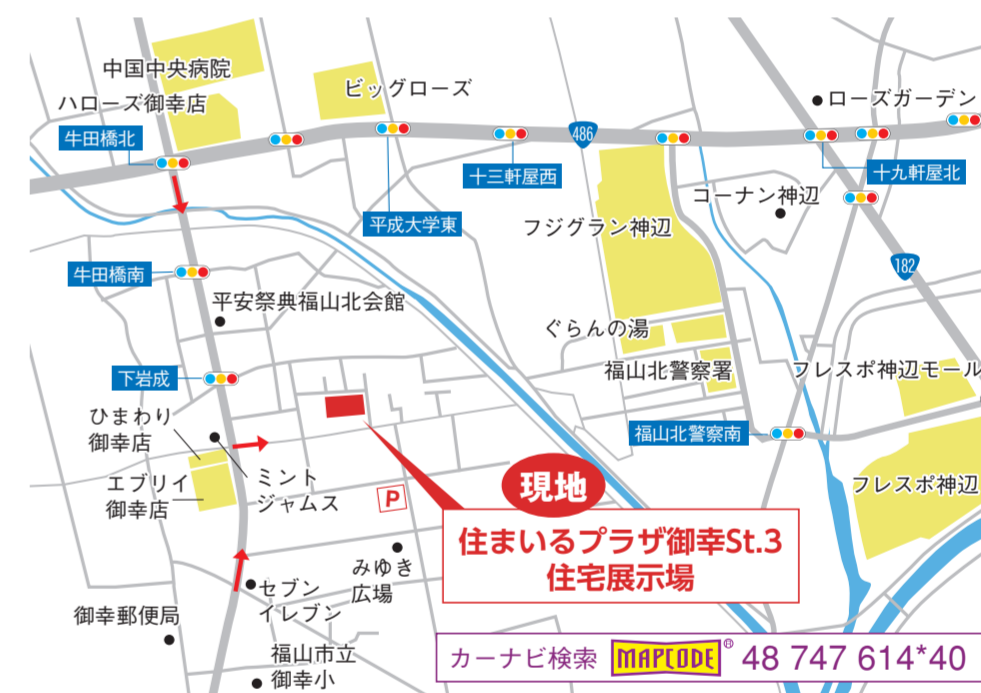 中国中央病院
ハローズ御幸店
ビッグローズ
ローズガーデン
牛田橋北
486
十三軒屋西
十九軒屋北
平成大学東
コーナン神辺
フジグラン神辺
牛田橋南
182
平安祭典福山北会館
ぐらんの湯
福山北警察署
フレスポ神辺モール
下岩成
ひまわり
御幸店
福山北警察南
エブリイ
御幸店
ミント
ジャムス
P
現地
フレスポ神辺
住まいるプラザ御幸St.3
住宅展示場
みゆき
広場
セブン
イレブン
御幸郵便局
福山市立
御幸小
カーナビ検索 MAPCODE® 48 747 614*40